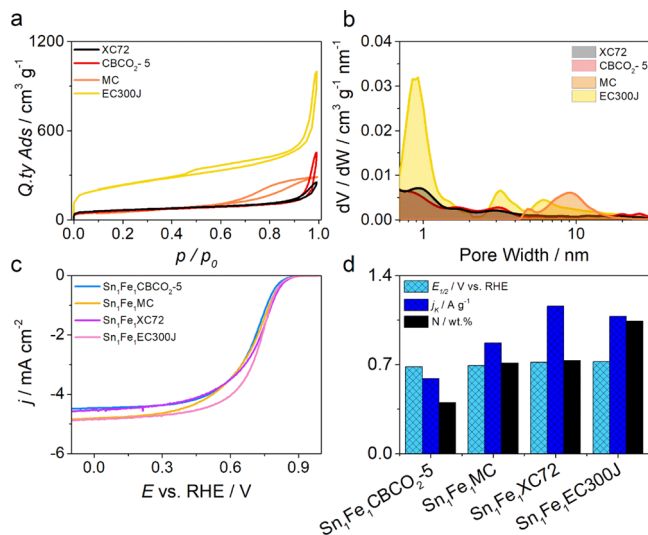 a
1200
900
600
300
0
Q.ty Ads / cm³ g⁻¹
XC72
CBCO₂- 5
MC
EC300J
0.0 0.2 0.4 0.6 0.8 1.0
p / p₀
b
0.04
0.03
0.02
0.01
0.00
dV / dW / cm³ g⁻¹ nm⁻¹
XC72
CBCO₂- 5
MC
EC300J
1 10
Pore Width / nm
c
0
-2
-4
-6
j / mA cm⁻²
Sn₁Fe₁CBCO₂-5
Sn₁Fe₁MC
Sn₁Fe₁XC72
Sn₁Fe₁EC300J
0.0 0.3 0.6 0.9
E vs. RHE / V
d
1.4
0.7
0.0
E₁/₂ / V vs. RHE
jK / A g⁻¹
N / wt.%
Sn₁Fe₁CBCO₂-5
Sn₁Fe₁MC
Sn₁Fe₁XC72
Sn₁Fe₁EC300J